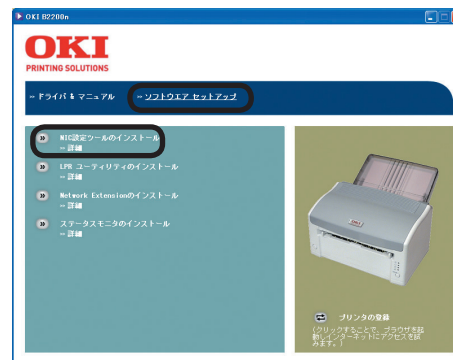 OKI B2200n
OKI
PRINTING SOLUTIONS
» ドライバ & マニュアル » ソフトウエア セットアップ
» NIC設定ツールのインストール
» 詳細
» LPR ユーティリティのインストール
» 詳細
» Network Extensionのインストール
» 詳細
» ステータスモニタのインストール
» 詳細
OKI
プリンタの登録
(クリックすることで、ブラウザを起
動しインターネットにアクセスを試
みます。)